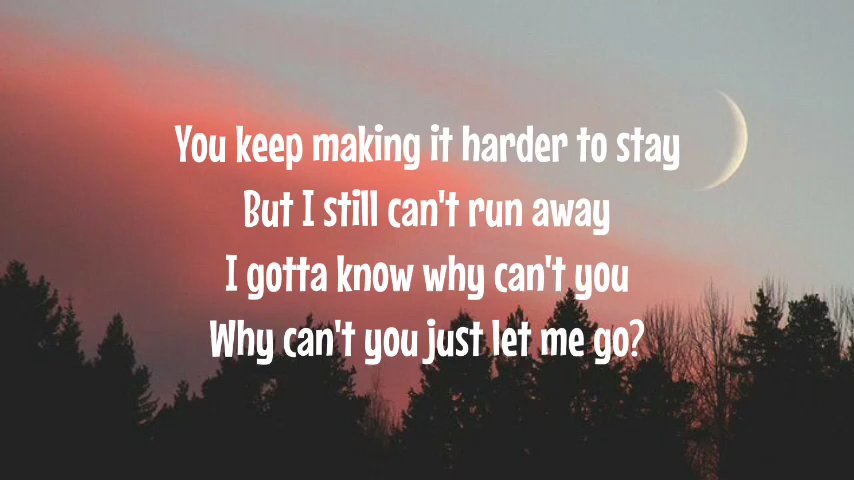 You keep making it harder to stay
But I still can't run away
I gotta know why can't you
Why can't you just let me go?